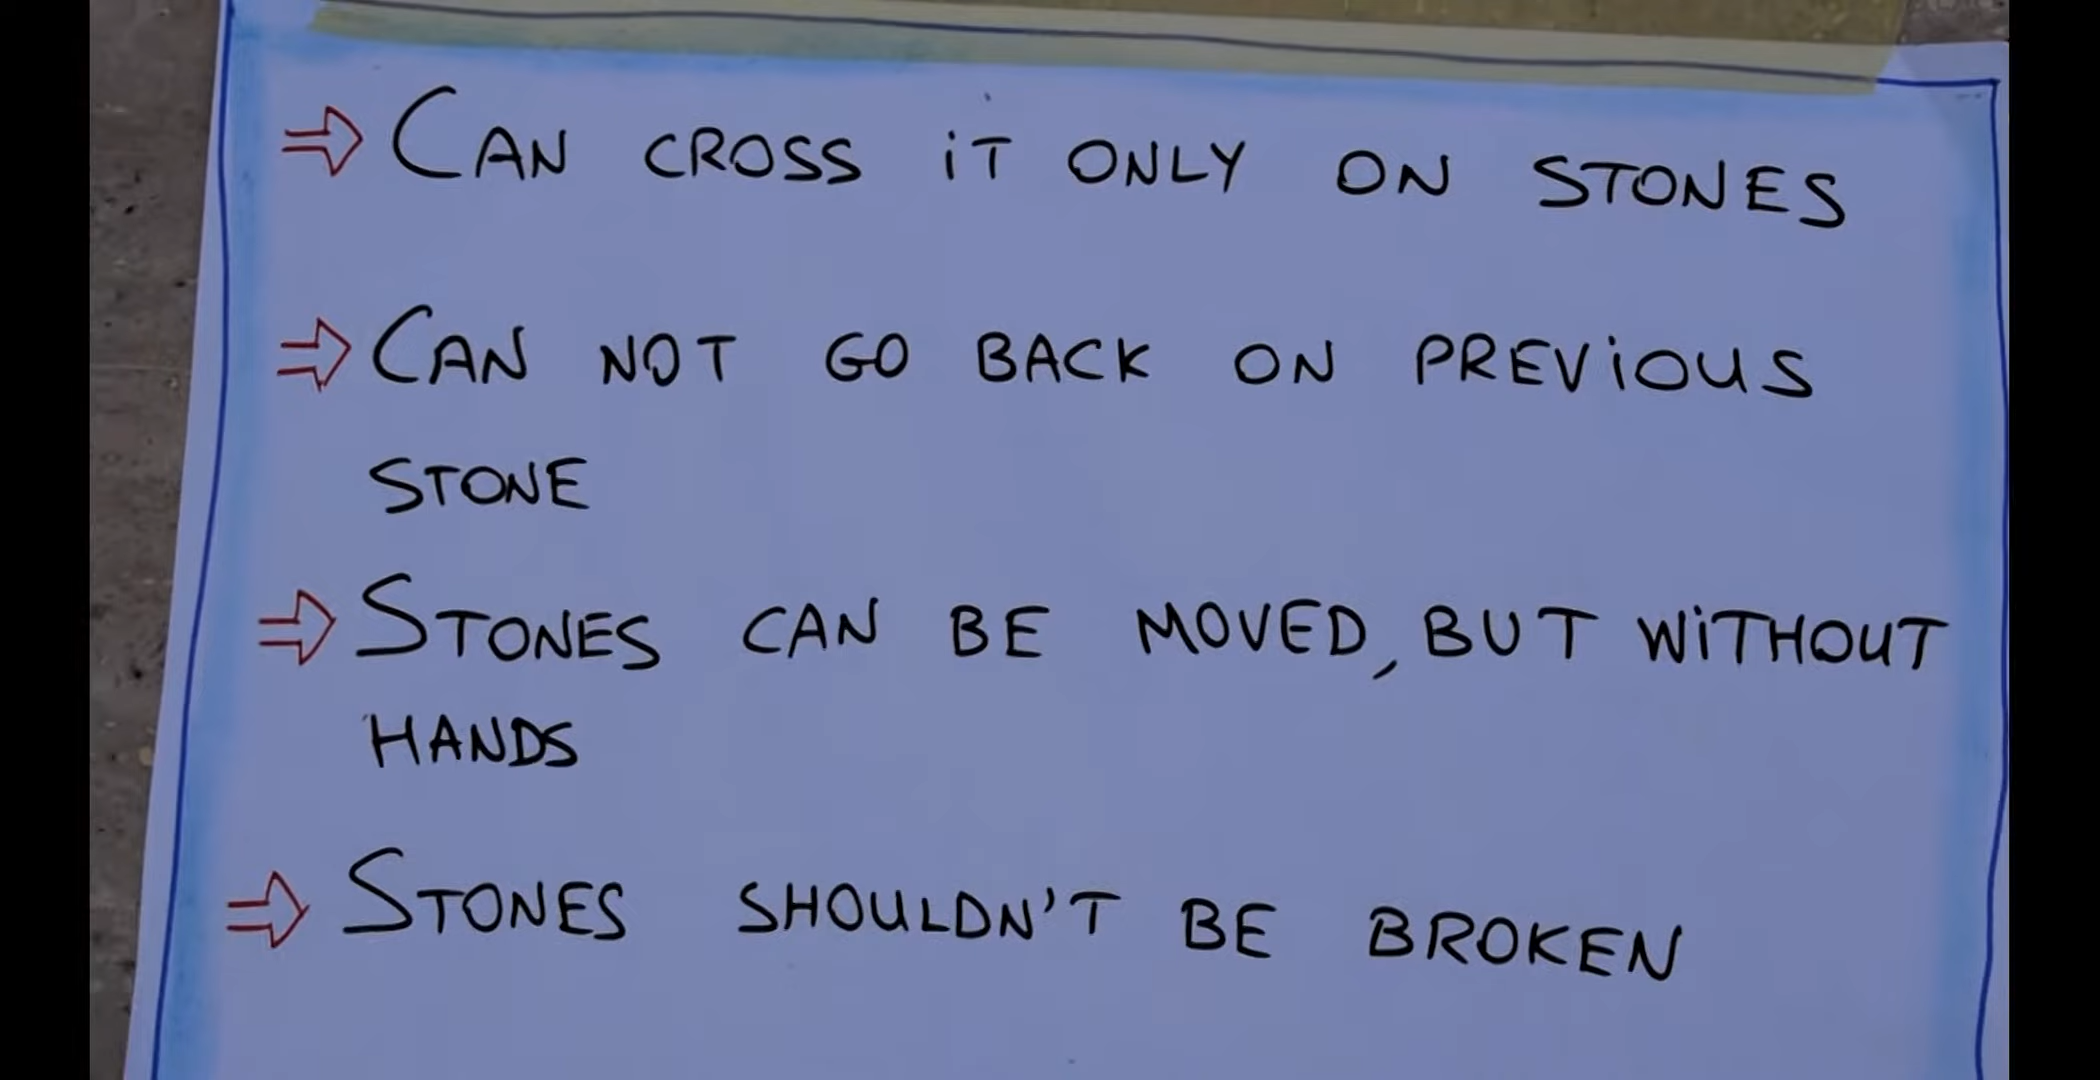 ⇒ CAN CROSS iT ONLY ON STONES
⇒ CAN NOT GO BACK ON PREViOUS
STONE
⇒ STONES CAN BE MOVED, BUT WiTHOUT
HANDS
⇒ STONES SHOULDN'T BE BROKEN